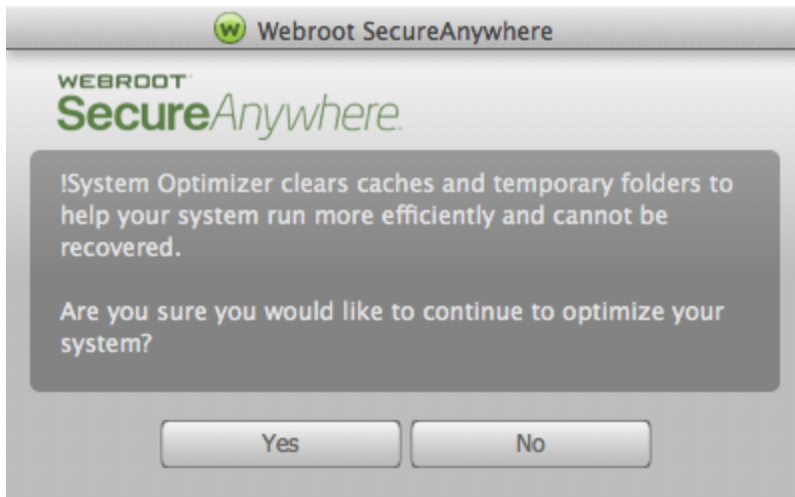 Webroot SecureAnywhere
WEBROOT
SecureAnywhere.
!System Optimizer clears caches and temporary folders to
help your system run more efficiently and cannot be
recovered.
Are you sure you would like to continue to optimize your
system?
Yes
No